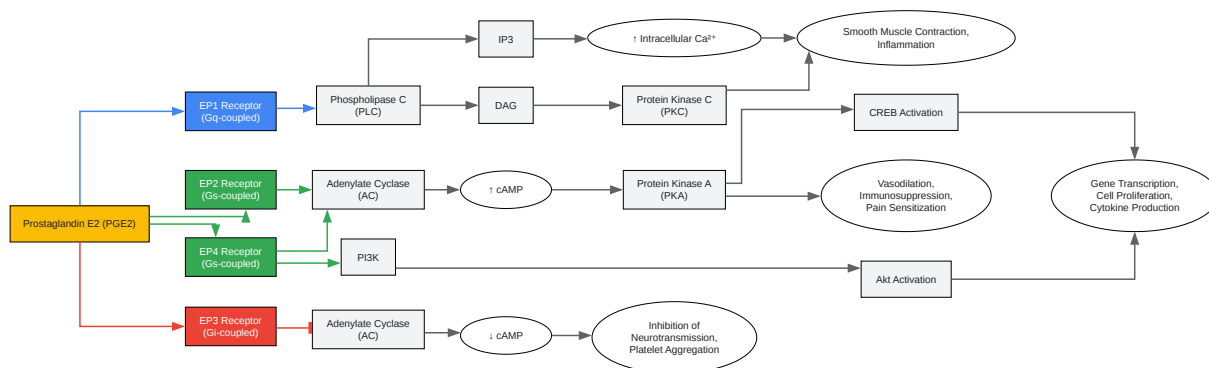 IP3
↑ Intracellular Ca²⁺
Smooth Muscle Contraction,
Inflammation
EP1 Receptor
(Gq-coupled)
Phospholipase C
(PLC)
DAG
Protein Kinase C
(PKC)
CREB Activation
EP2 Receptor
(Gs-coupled)
Adenylate Cyclase
(AC)
↑ cAMP
Protein Kinase A
(PKA)
Vasodilation,
Immunosuppression,
Pain Sensitization
Gene Transcription,
Cell Proliferation,
Cytokine Production
Prostaglandin E2 (PGE2)
EP4 Receptor
(Gs-coupled)
PI3K
Akt Activation
EP3 Receptor
(Gi-coupled)
Adenylate Cyclase
(AC)
↓ cAMP
Inhibition of
Neurotransmission,
Platelet Aggregation